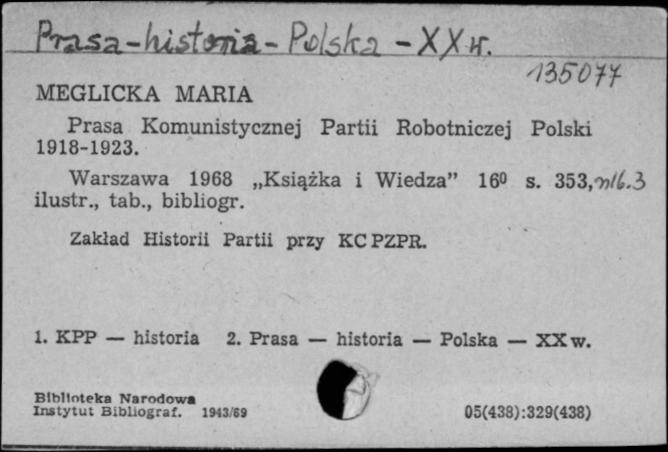 Prasa-historia-Polska-XX w.
135077
MEGLICKA MARIA
Prasa Komunistycznej Partii Robotniczej Polski
1918-1923.
Warszawa 1968 „Książka i Wiedza” 16⁰ s. 353, nlb. 3
ilustr., tab., bibliogr.
Zakład Historii Partii przy KC PZPR.
1. KPP — historia 2. Prasa — historia — Polska — XX w.
Biblioteka Narodowa
Instytut Bibliograf. 1943/69
05(438):329(438)